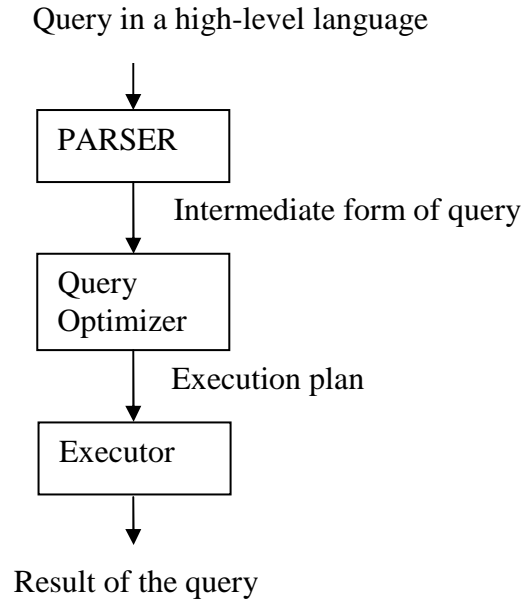 Query in a high-level language
PARSER
Intermediate form of query
Query
Optimizer
Execution plan
Executor
Result of the query